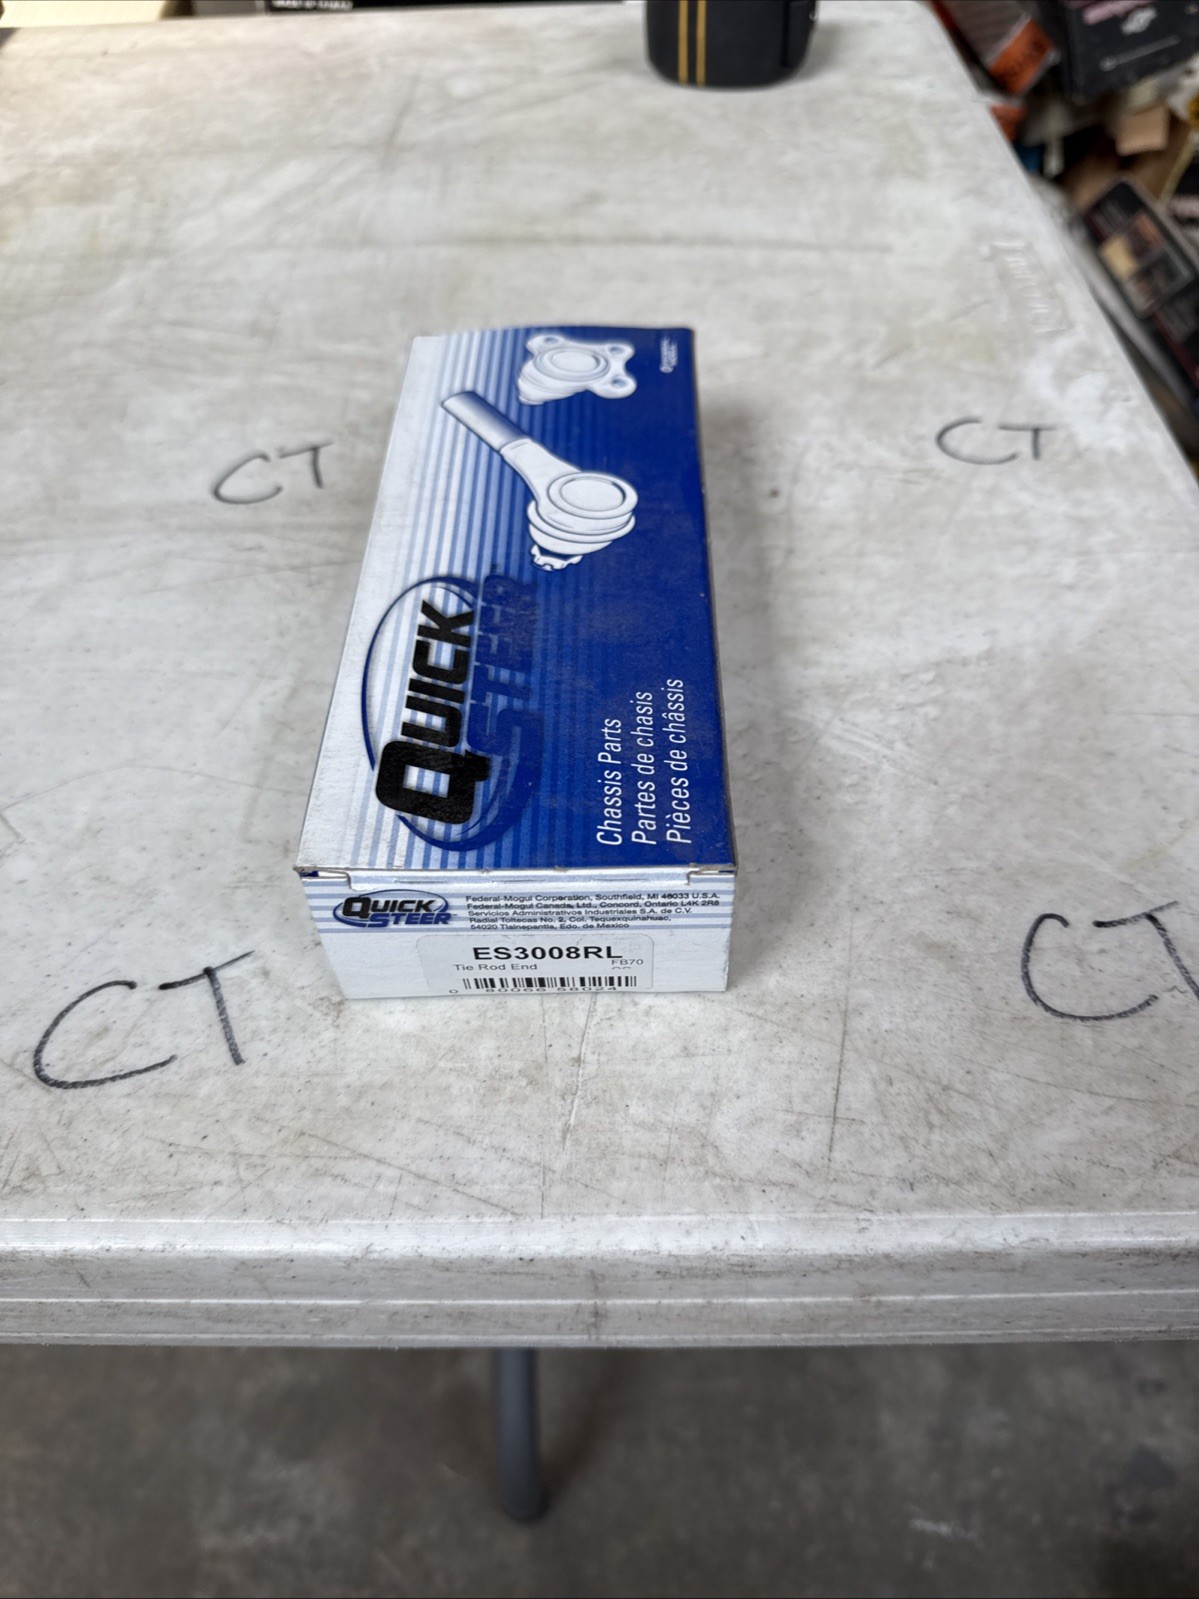 CT
CT
QUICK
STEER
Chassis Parts
Partes de chasis
Pièces de châssis
QUICK
STEER
Federal-Mogul Corporation, Southfield, MI 48033 U.S.A.
Federal-Mogul Canada, Ltd., Concord, Ontario L4K 2R8
Servicios Administrativos Industriales S.A. de C.V.
Radial Toltecas No. 2, Col. Tequexquinahuac,
54020 Tlalnepantla, Edo. de Mexico
ES3008RL
Tie Rod End
FB70
CT
CT